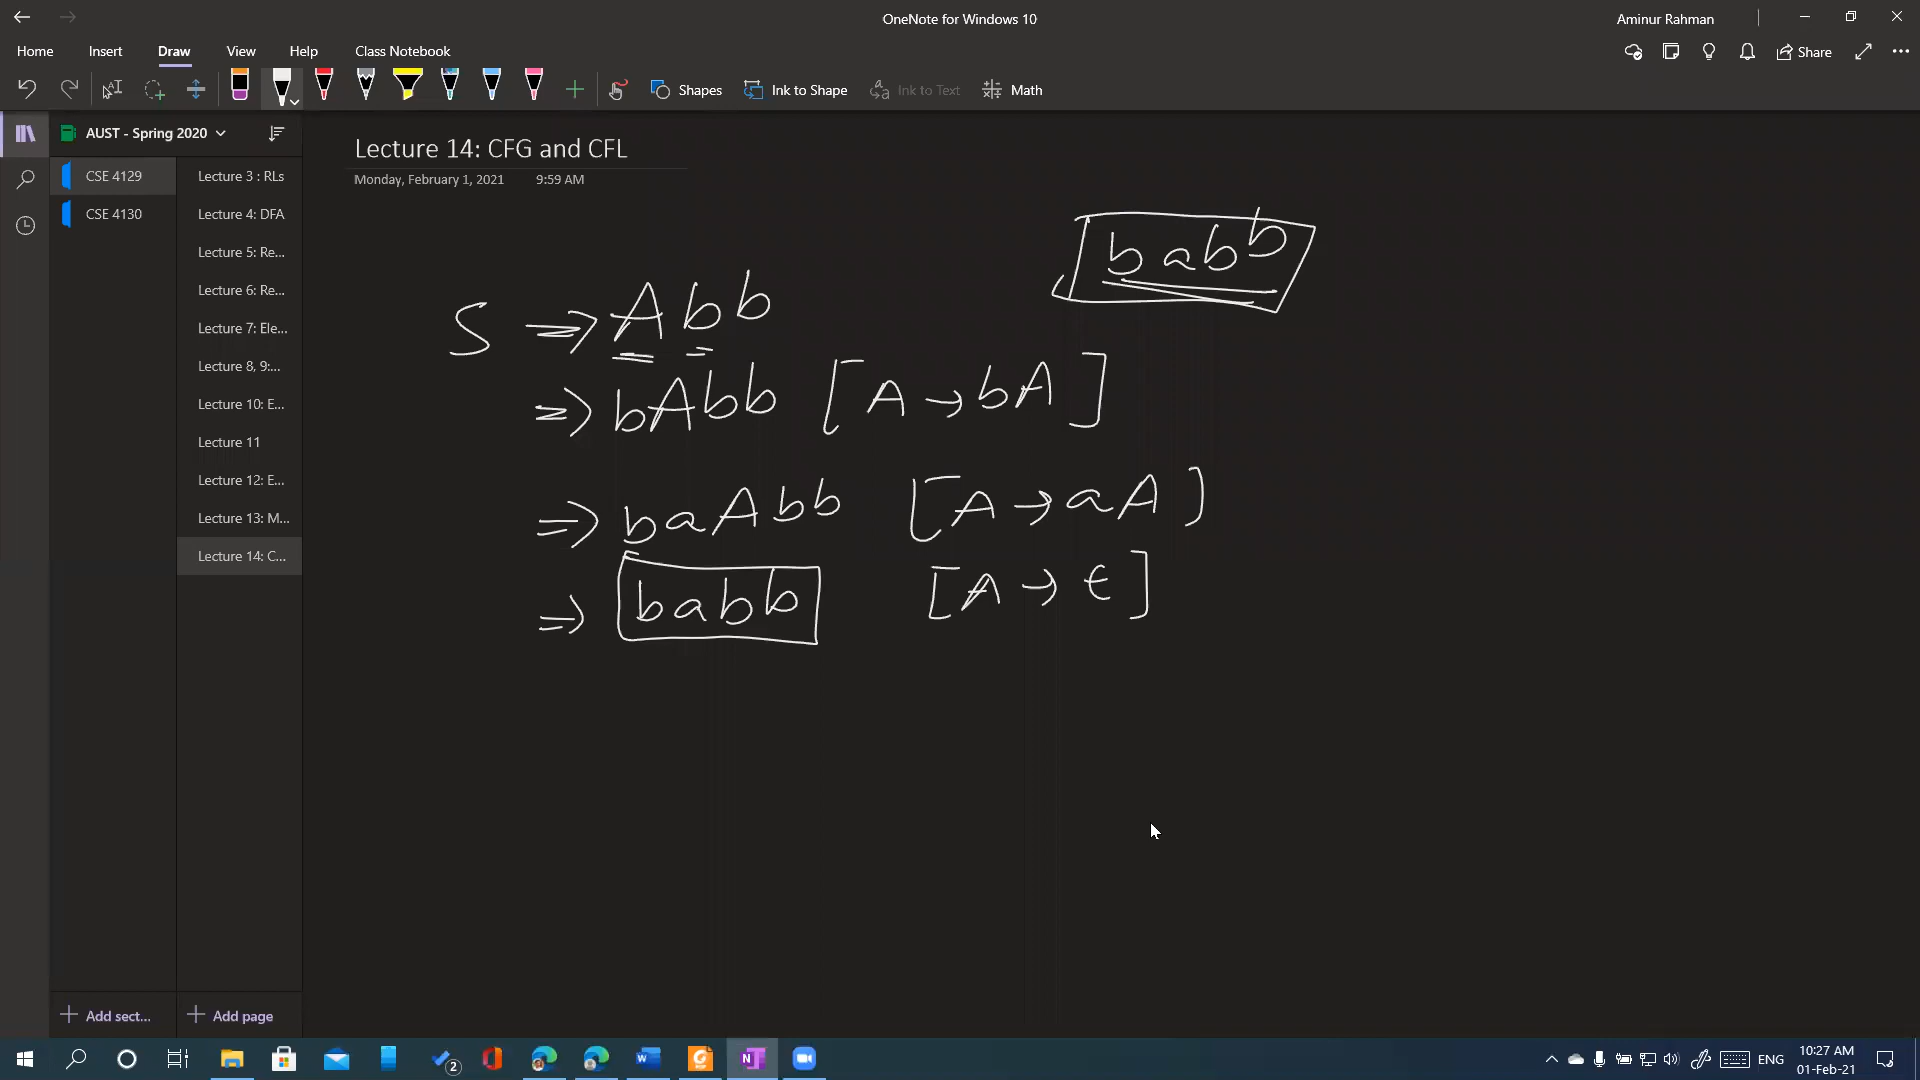 OneNote for Windows 10
Aminur Rahman
Home Insert Draw View Help Class Notebook
Share
Shapes Ink to Shape Ink to Text Math
AUST - Spring 2020
CSE 4129
CSE 4130
Lecture 3 : RLs
Lecture 4: DFA
Lecture 5: Re...
Lecture 6: Re...
Lecture 7: Ele...
Lecture 8, 9:...
Lecture 10: E...
Lecture 11
Lecture 12: E...
Lecture 13: M...
Lecture 14: C...
Lecture 14: CFG and CFL
Monday, February 1, 2021 9:59 AM
babb
S ⇒ Abb
⇒ bAbb [A → bA]
⇒ baAbb [A → aA]
⇒ babb [A → ϵ]
Add sect... Add page
2
ENG
10:27 AM
01-Feb-21